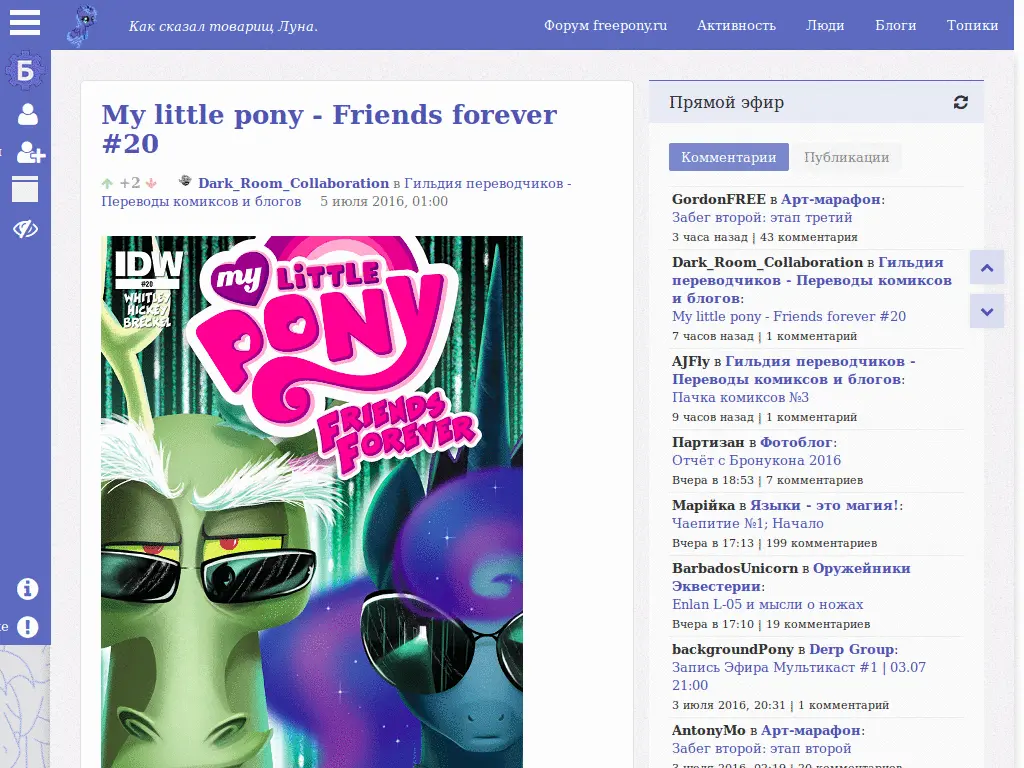 Как сказал товарищ Луна.
Форум freepony.ru
Активность
Люди
Блоги
Топики
Б
My little pony - Friends forever
#20
+2
Dark_Room_Collaboration в Гильдия переводчиков -
Переводы комиксов и блогов
5 июля 2016, 01:00
IDW
#20
WHITLEY
HICKEY
BRECKEL
my LiTTLE
PONY
FRIENDS
FOREVER
Прямой эфир
Комментарии
Публикации
GordonFREE в Арт-марафон:
Забег второй: этап третий
3 часа назад | 43 комментария
Dark_Room_Collaboration в Гильдия
переводчиков - Переводы комиксов
и блогов:
My little pony - Friends forever #20
7 часов назад | 1 комментарий
AJFly в Гильдия переводчиков -
Переводы комиксов и блогов:
Пачка комиксов №3
9 часов назад | 1 комментарий
Партизан в Фотоблог:
Отчёт с Бронукона 2016
Вчера в 18:53 | 7 комментариев
Марійка в Языки - это магия!:
Чаепитие №1; Начало
Вчера в 17:13 | 199 комментариев
BarbadosUnicorn в Оружейники
Эквестерии:
Enlan L-05 и мысли о ножах
Вчера в 17:10 | 19 комментариев
backgroundPony в Derp Group:
Запись Эфира Мультикаст #1 | 03.07
21:00
3 июля 2016, 20:31 | 1 комментарий
AntonyMo в Арт-марафон:
Забег второй: этап второй
3 июля 2016, 02:19 | 20 комментариев